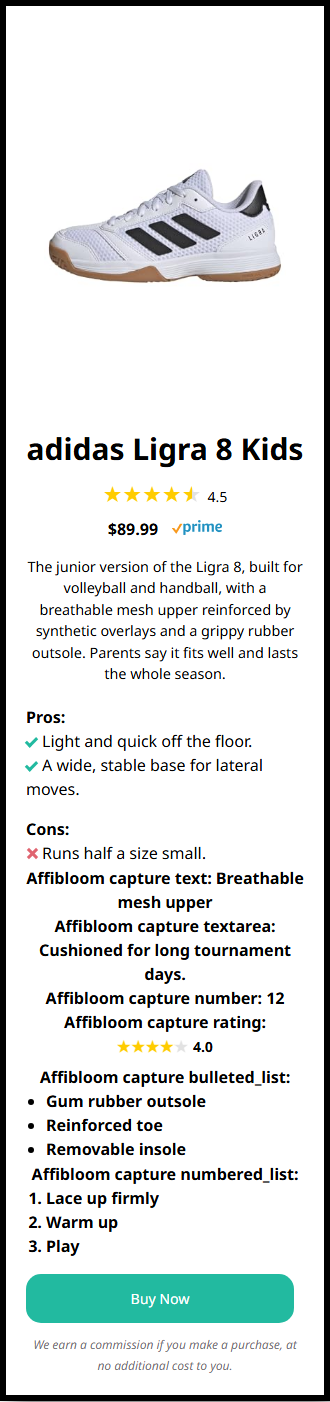 LIGRA
adidas Ligra 8 Kids
4.5
$89.99 prime
The junior version of the Ligra 8, built for
volleyball and handball, with a
breathable mesh upper reinforced by
synthetic overlays and a grippy rubber
outsole. Parents say it fits well and lasts
the whole season.
Pros:
Light and quick off the floor.
A wide, stable base for lateral
moves.
Cons:
Runs half a size small.
Affibloom capture text: Breathable
mesh upper
Affibloom capture textarea:
Cushioned for long tournament
days.
Affibloom capture number: 12
Affibloom capture rating:
4.0
Affibloom capture bulleted_list:
• Gum rubber outsole
• Reinforced toe
• Removable insole
Affibloom capture numbered_list:
1. Lace up firmly
2. Warm up
3. Play
Buy Now
We earn a commission if you make a purchase, at
no additional cost to you.